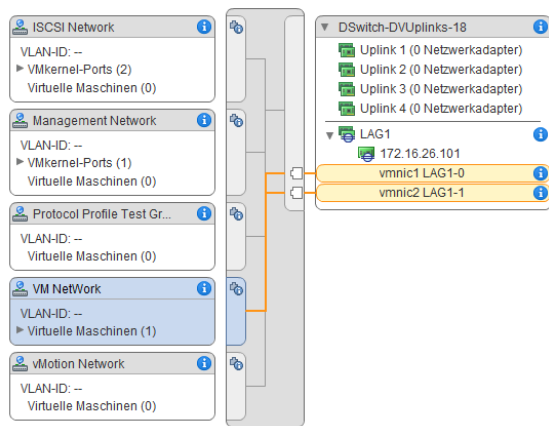 ISCSI Network
VLAN-ID: --
VMkernel-Ports (2)
Virtuelle Maschinen (0)
Management Network
VLAN-ID: --
VMkernel-Ports (1)
Virtuelle Maschinen (0)
Protocol Profile Test Gr...
VLAN-ID: --
Virtuelle Maschinen (0)
VM NetWork
VLAN-ID: --
Virtuelle Maschinen (1)
vMotion Network
VLAN-ID: --
Virtuelle Maschinen (0)
DSwitch-DVUplinks-18
Uplink 1 (0 Netzwerkadapter)
Uplink 2 (0 Netzwerkadapter)
Uplink 3 (0 Netzwerkadapter)
Uplink 4 (0 Netzwerkadapter)
LAG1
172.16.26.101
vmnic1 LAG1-0
vmnic2 LAG1-1